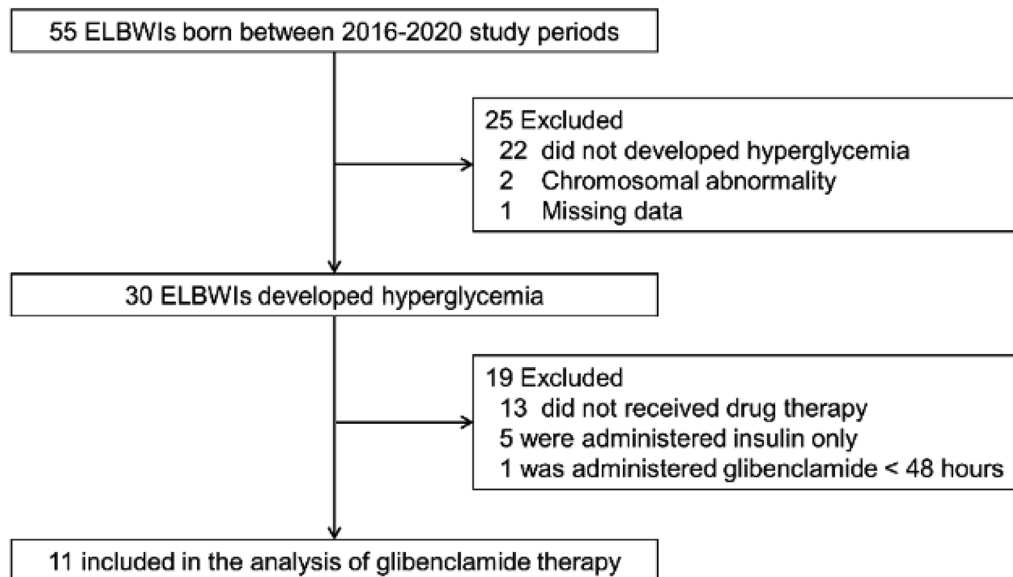 55 ELBWIs born between 2016-2020 study periods
25 Excluded
22 did not developed hyperglycemia
2 Chromosomal abnormality
1 Missing data
30 ELBWIs developed hyperglycemia
19 Excluded
13 did not received drug therapy
5 were administered insulin only
1 was administered glibenclamide < 48 hours
11 included in the analysis of glibenclamide therapy